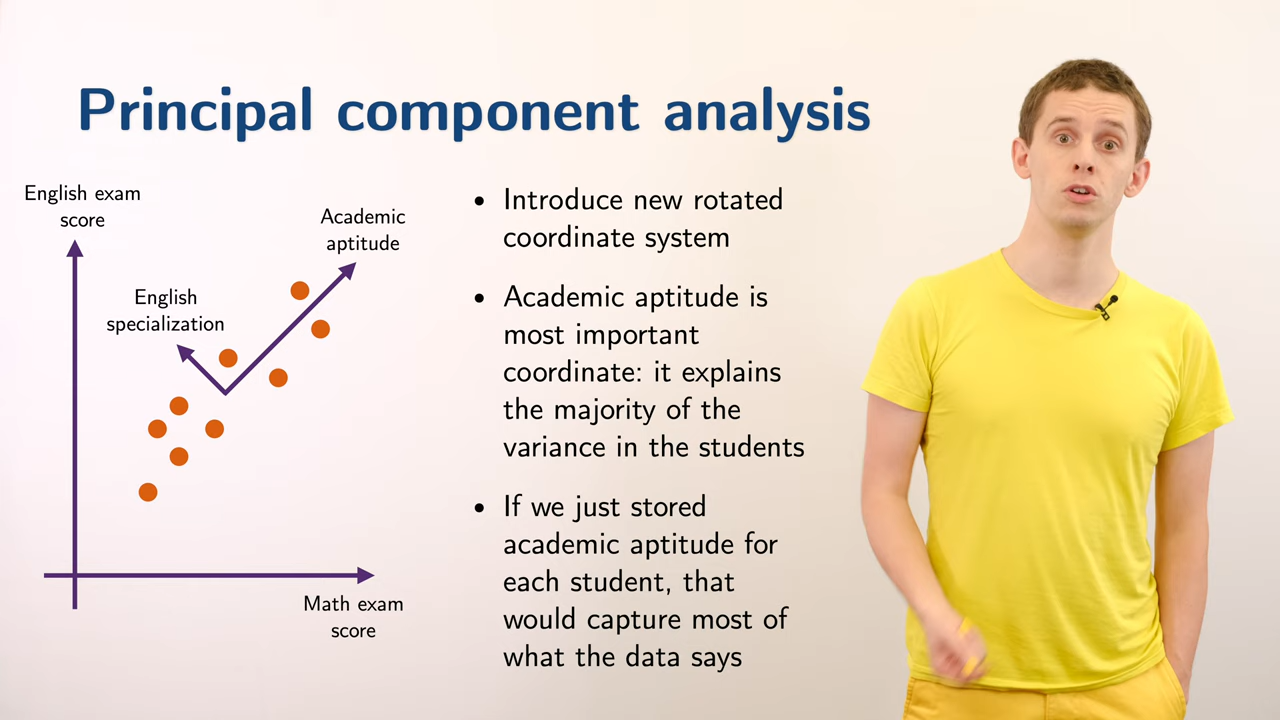 Principal component analysis
English exam
score
Academic
aptitude
English
specialization
Math exam
score
• Introduce new rotated
coordinate system
• Academic aptitude is
most important
coordinate: it explains
the majority of the
variance in the students
• If we just stored
academic aptitude for
each student, that
would capture most of
what the data says